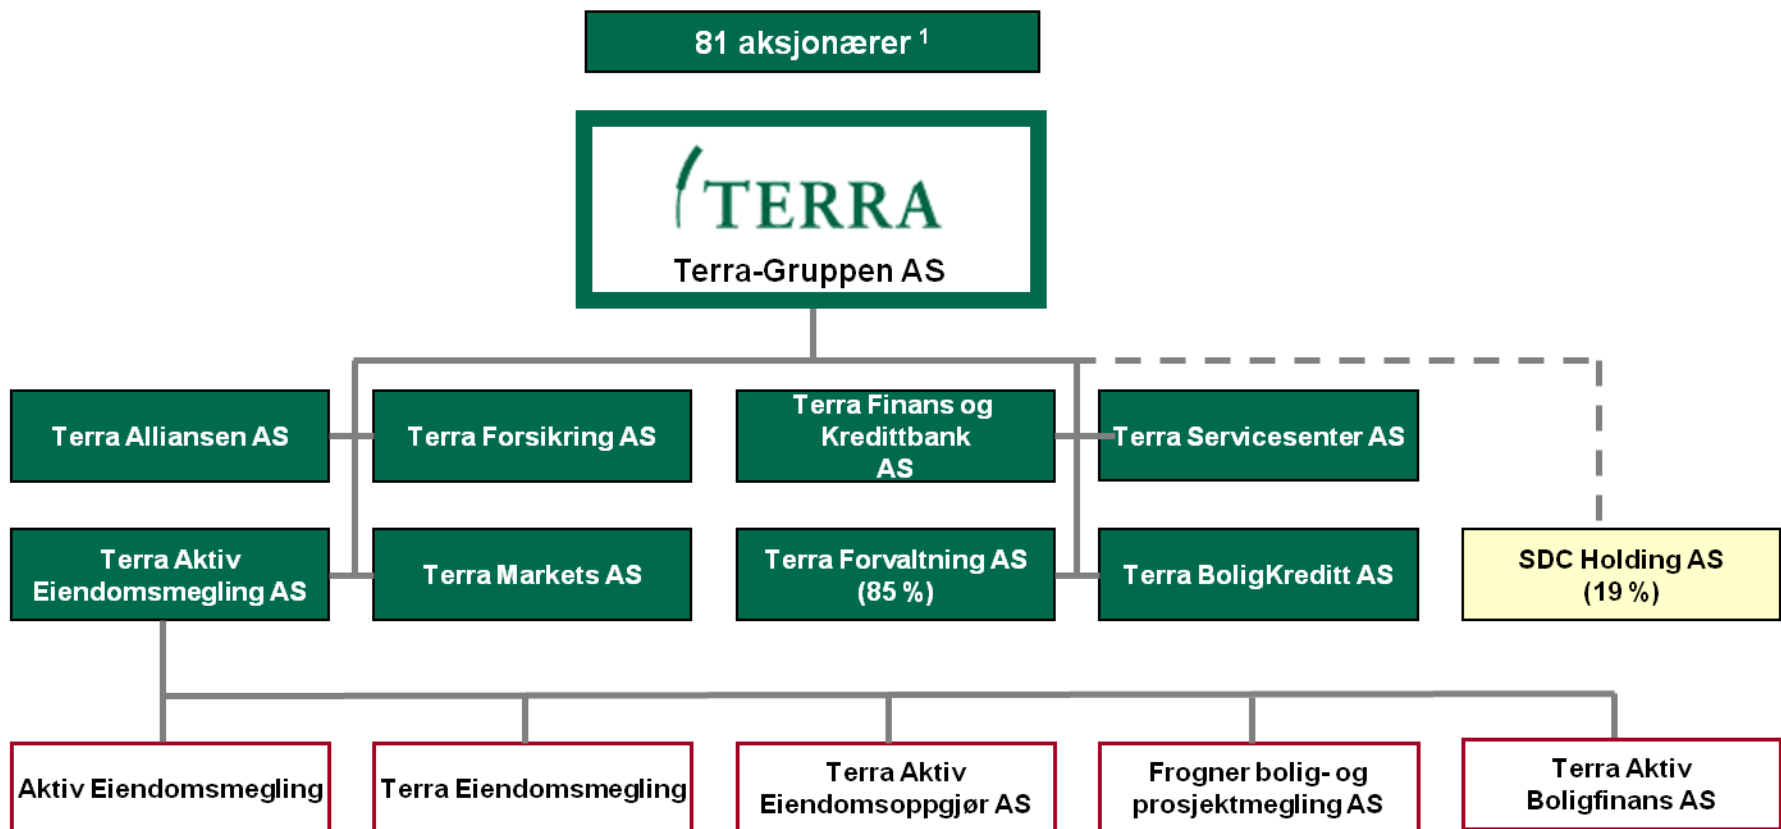 81 aksjonærer ¹
TERRA
Terra-Gruppen AS
Terra Alliansen AS
Terra Forsikring AS
Terra Finans og
Kredittbank
AS
Terra Servicesenter AS
Terra Aktiv
Eiendomsmegling AS
Terra Markets AS
Terra Forvaltning AS
(85 %)
Terra BoligKreditt AS
SDC Holding AS
(19 %)
Aktiv Eiendomsmegling
Terra Eiendomsmegling
Terra Aktiv
Eiendomsoppgjør AS
Frogner bolig- og
prosjektmegling AS
Terra Aktiv
Boligfinans AS